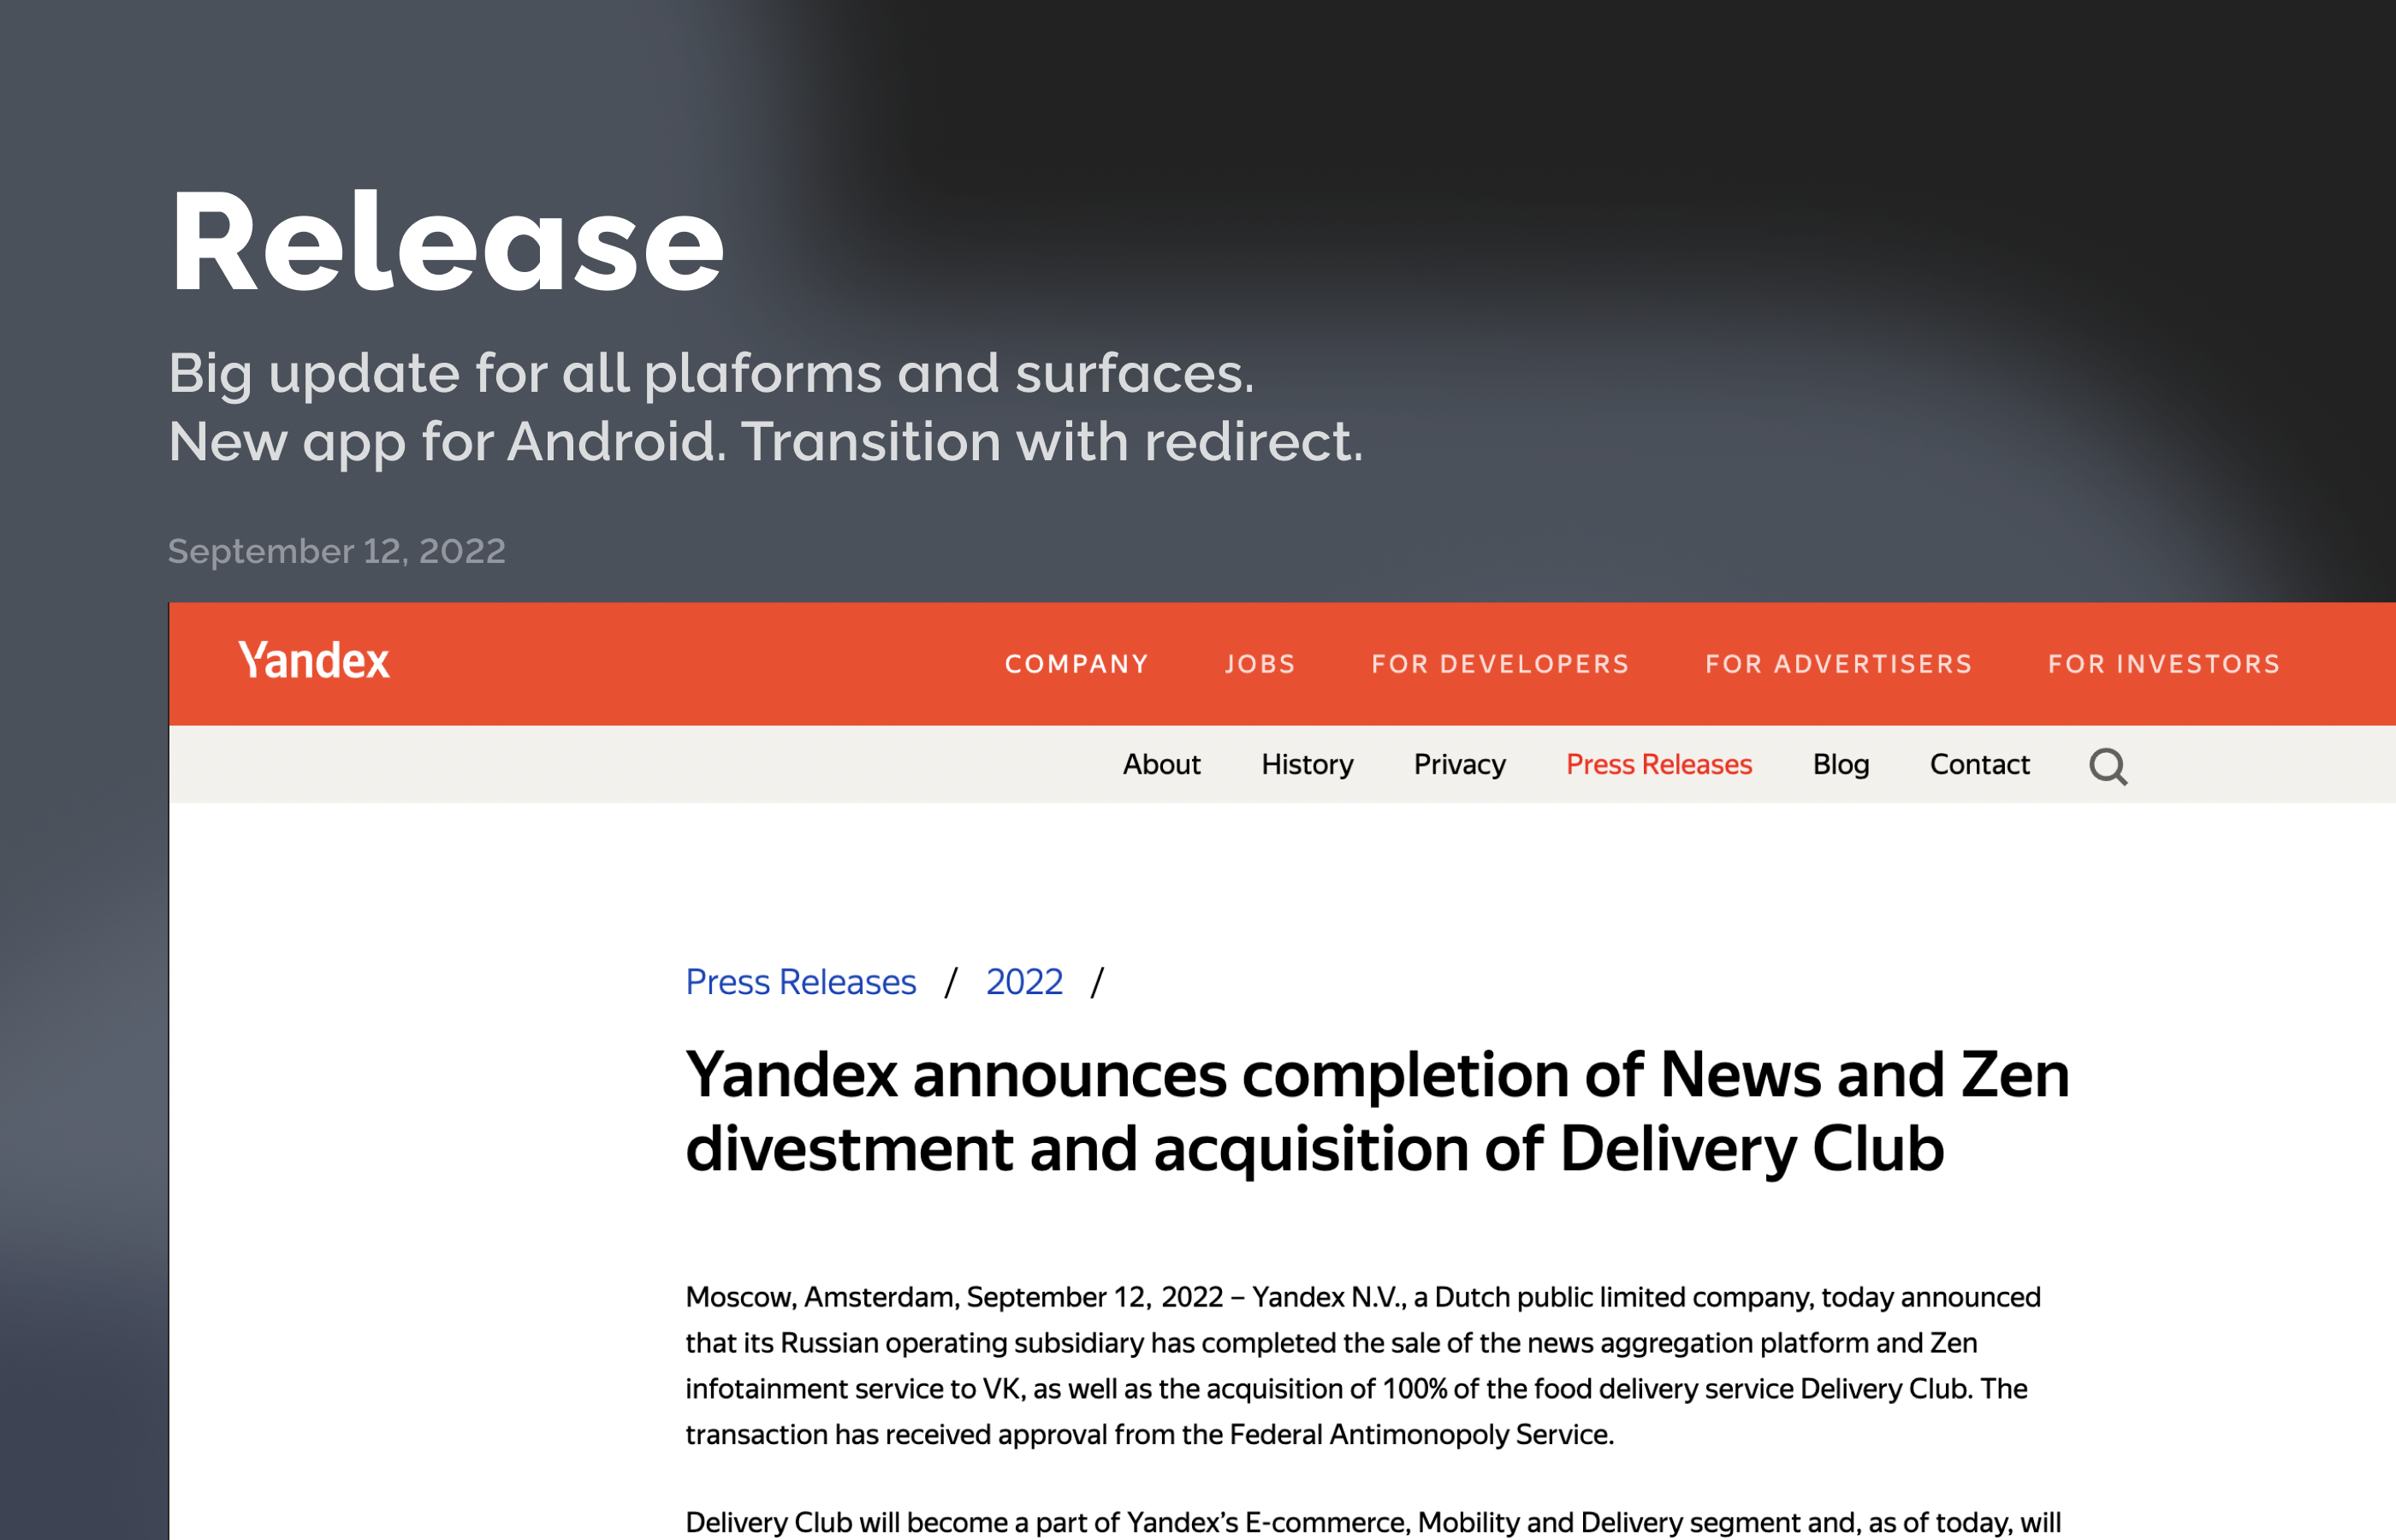 Release
Big update for all plaforms and surfaces.
New app for Android. Transition with redirect.
September 12, 2022
Yandex
COMPANY JOBS FOR DEVELOPERS FOR ADVERTISERS FOR INVESTORS
About History Privacy Press Releases Blog Contact
Press Releases / 2022 /
Yandex announces completion of News and Zen
divestment and acquisition of Delivery Club
Moscow, Amsterdam, September 12, 2022 – Yandex N.V., a Dutch public limited company, today announced
that its Russian operating subsidiary has completed the sale of the news aggregation platform and Zen
infotainment service to VK, as well as the acquisition of 100% of the food delivery service Delivery Club. The
transaction has received approval from the Federal Antimonopoly Service.
Delivery Club will become a part of Yandex’s E-commerce, Mobility and Delivery segment and, as of today, will